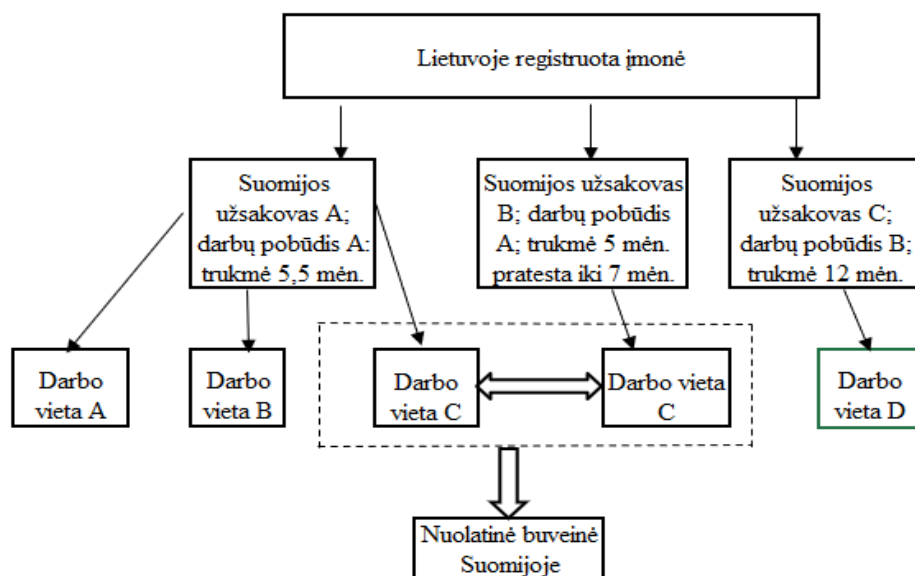 Lietuvoje registruota įmonė
Suomijos
užsakovas A;
darbų pobūdis A:
trukmė 5,5 mėn.
Suomijos užsakovas
B; darbų pobūdis
A; trukmė 5 mėn.
pratesta iki 7 mėn.
Suomijos
užsakovas C;
darbų pobūdis B;
trukmė 12 mėn.
Darbo
vieta A
Darbo
vieta B
Darbo
vieta C
Darbo vieta
C
Darbo
vieta D
Nuolatinė buveinė
Suomijoje